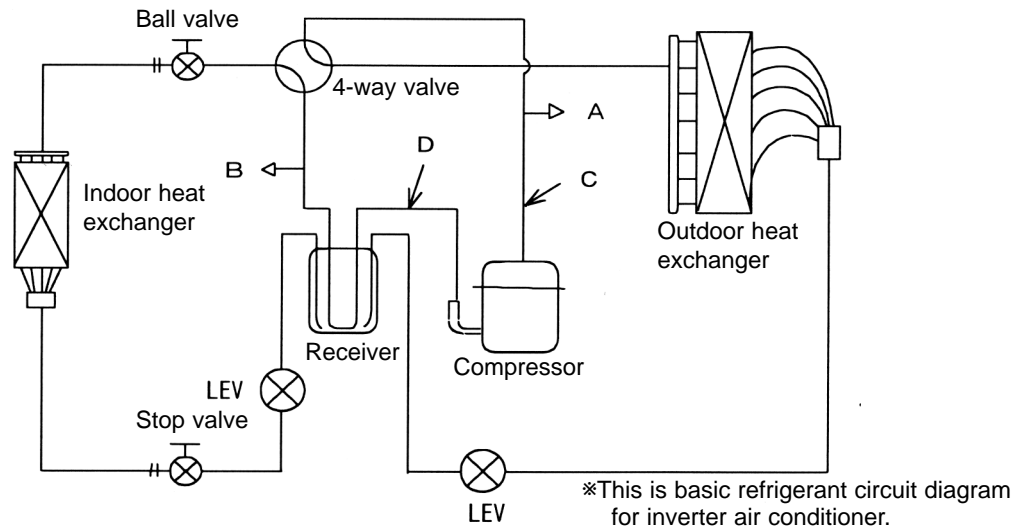 Ball valve
4-way valve
A
B
D
C
Indoor heat
exchanger
Outdoor heat
exchanger
Receiver
Compressor
LEV
Stop valve
LEV
※This is basic refrigerant circuit diagram
for inverter air conditioner.